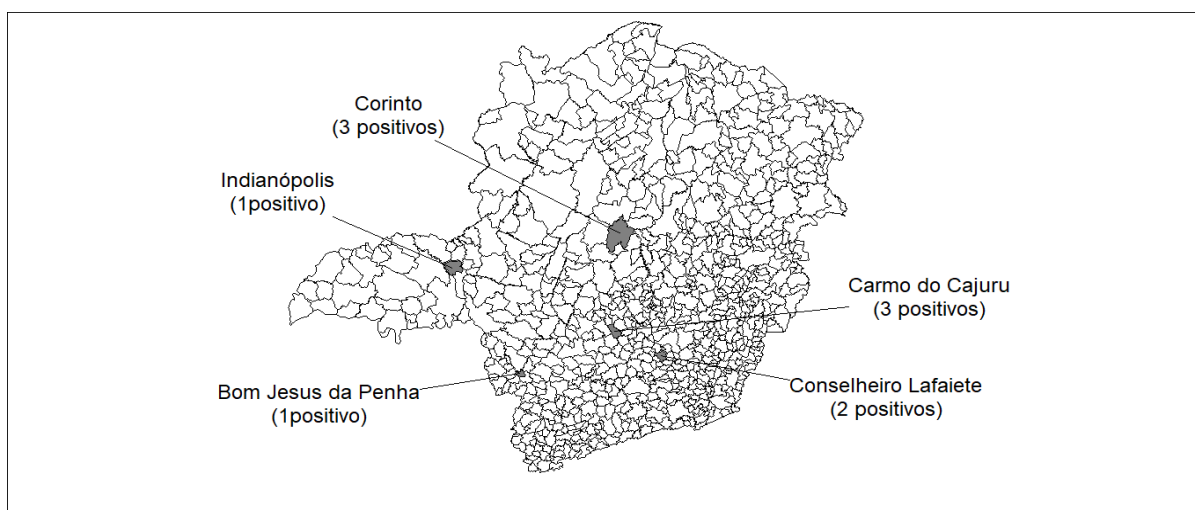 Corinto
(3 positivos)
Indianópolis
(1positivo)
Carmo do Cajuru
(3 positivos)
Bom Jesus da Penha
(1positivo)
Conselheiro Lafaiete
(2 positivos)